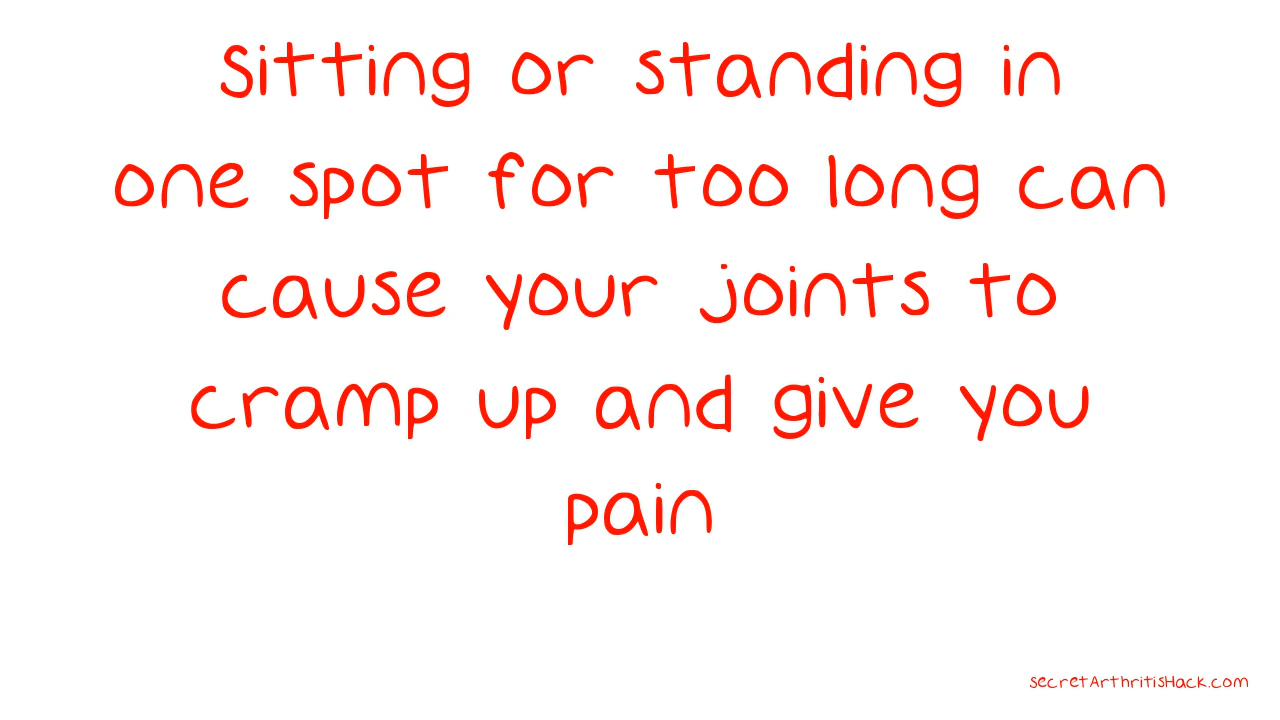 Sitting or standing in
one spot for too long can
cause your joints to
cramp up and give you
pain
secretArthritisHack.com